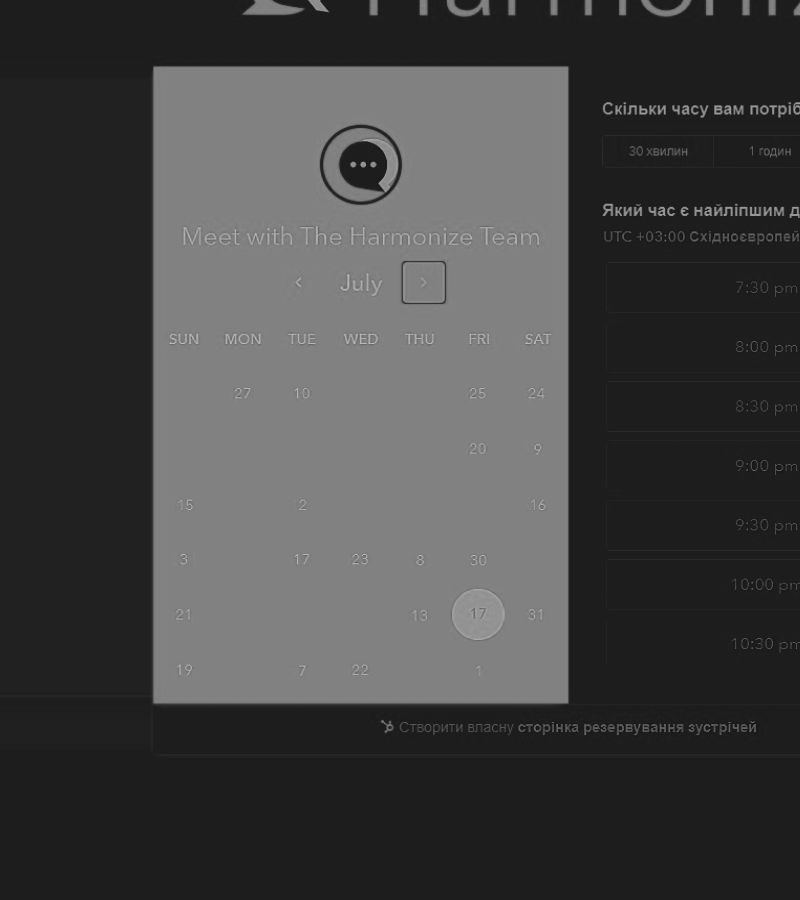 Meet with The Harmonize Team
July
SUN MON TUE WED THU FRI SAT
27 10 25 24
20 9
15 2 16
3 17 23 8 30
21 13 17 31
19 7 22 1
Скільки часу вам
30 хвилин 1 годин
Який час є найліпшим
UTC +03:00
7:30 pm
8:00 pm
8:30 pm
9:00 pm
9:30 pm
10:00 pm
10:30 pm
Створити власну сторінка резервування зустрічей